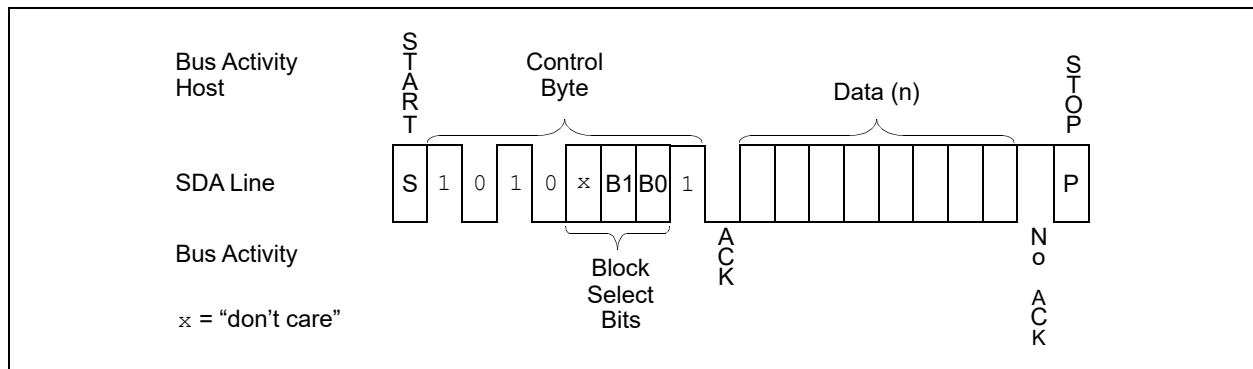 Bus Activity
Host
START
Control
Byte
Data (n)
STOP
SDA Line
S 1 0 1 0 x B1 B0 1 P
Bus Activity
ACK
No ACK
Block
Select
Bits
x = “don’t care”